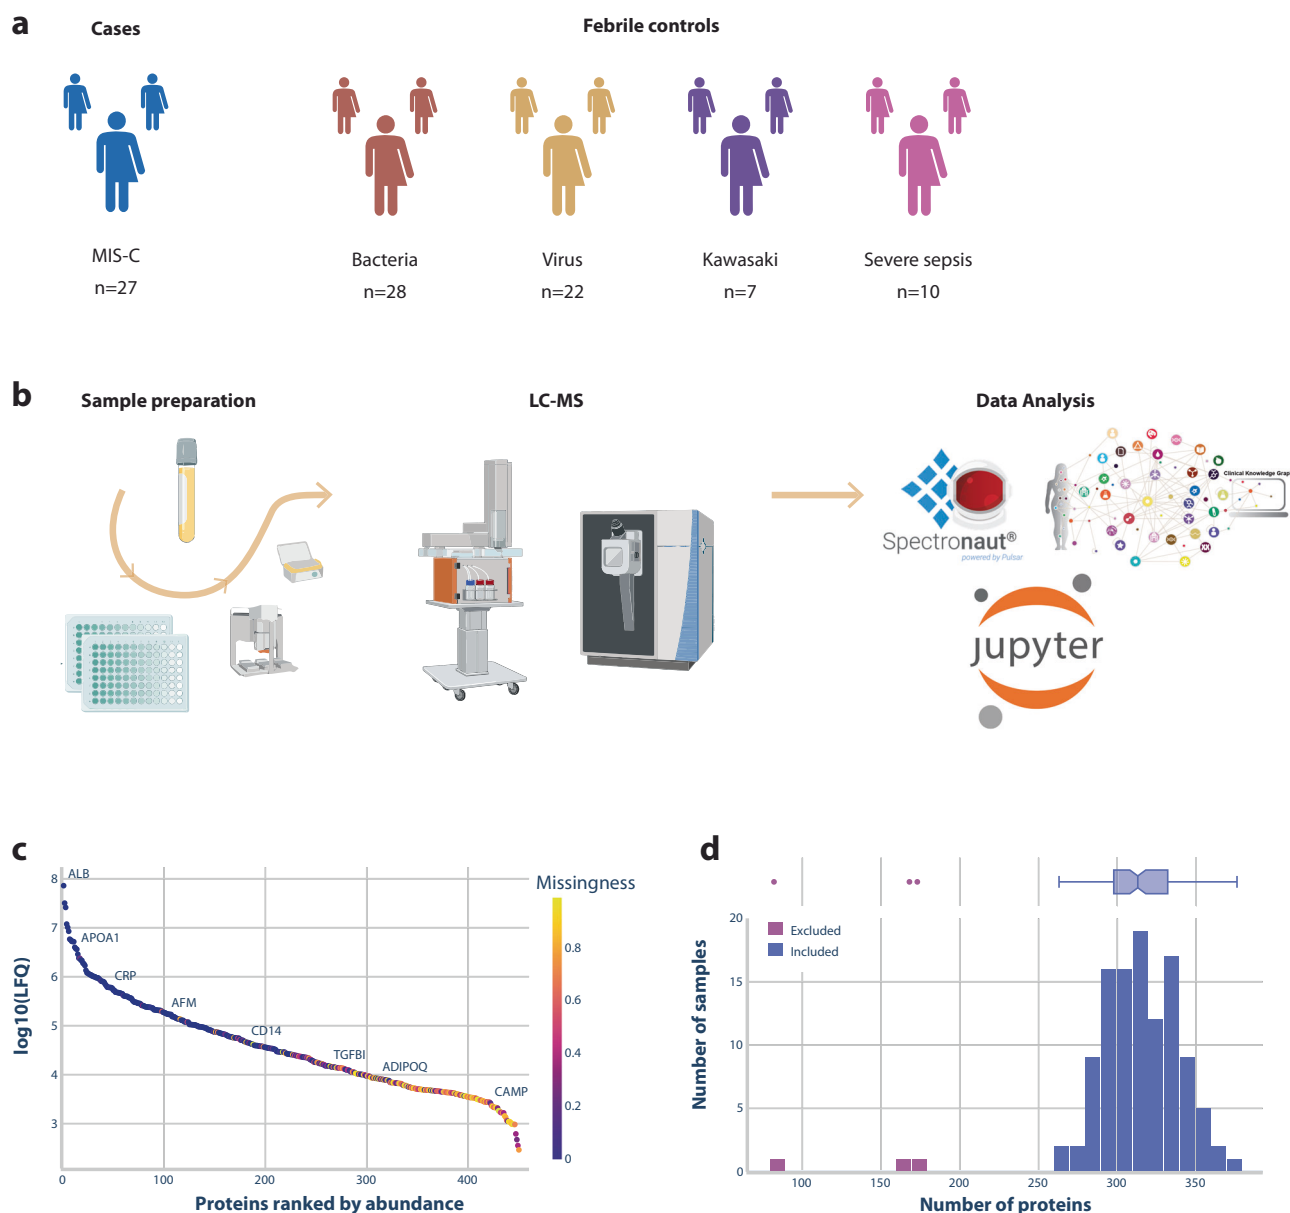 a
Cases
Febrile controls
MIS-C
n=27
Bacteria
n=28
Virus
n=22
Kawasaki
n=7
Severe sepsis
n=10
b
Sample preparation
LC-MS
Data Analysis
Spectronaut®
powered by Pulsar
Clinical Knowledge Grap
jupyter
c
log10(LFQ)
8
7
6
5
4
3
ALB
APOA1
CRP
AFM
CD14
TGFBI
ADIPOQ
CAMP
0
100
200
300
400
Proteins ranked by abundance
Missingness
0.8
0.6
0.4
0.2
0
d
Excluded
Included
Number of samples
20
15
10
5
0
100
150
200
250
300
350
Number of proteins